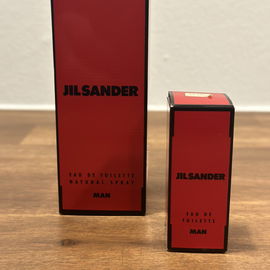 JIL SANDER
EAU DE TOILETTE
NATURAL SPRAY
MAN
JIL SANDER
EAU DE
TOILETTE
MAN